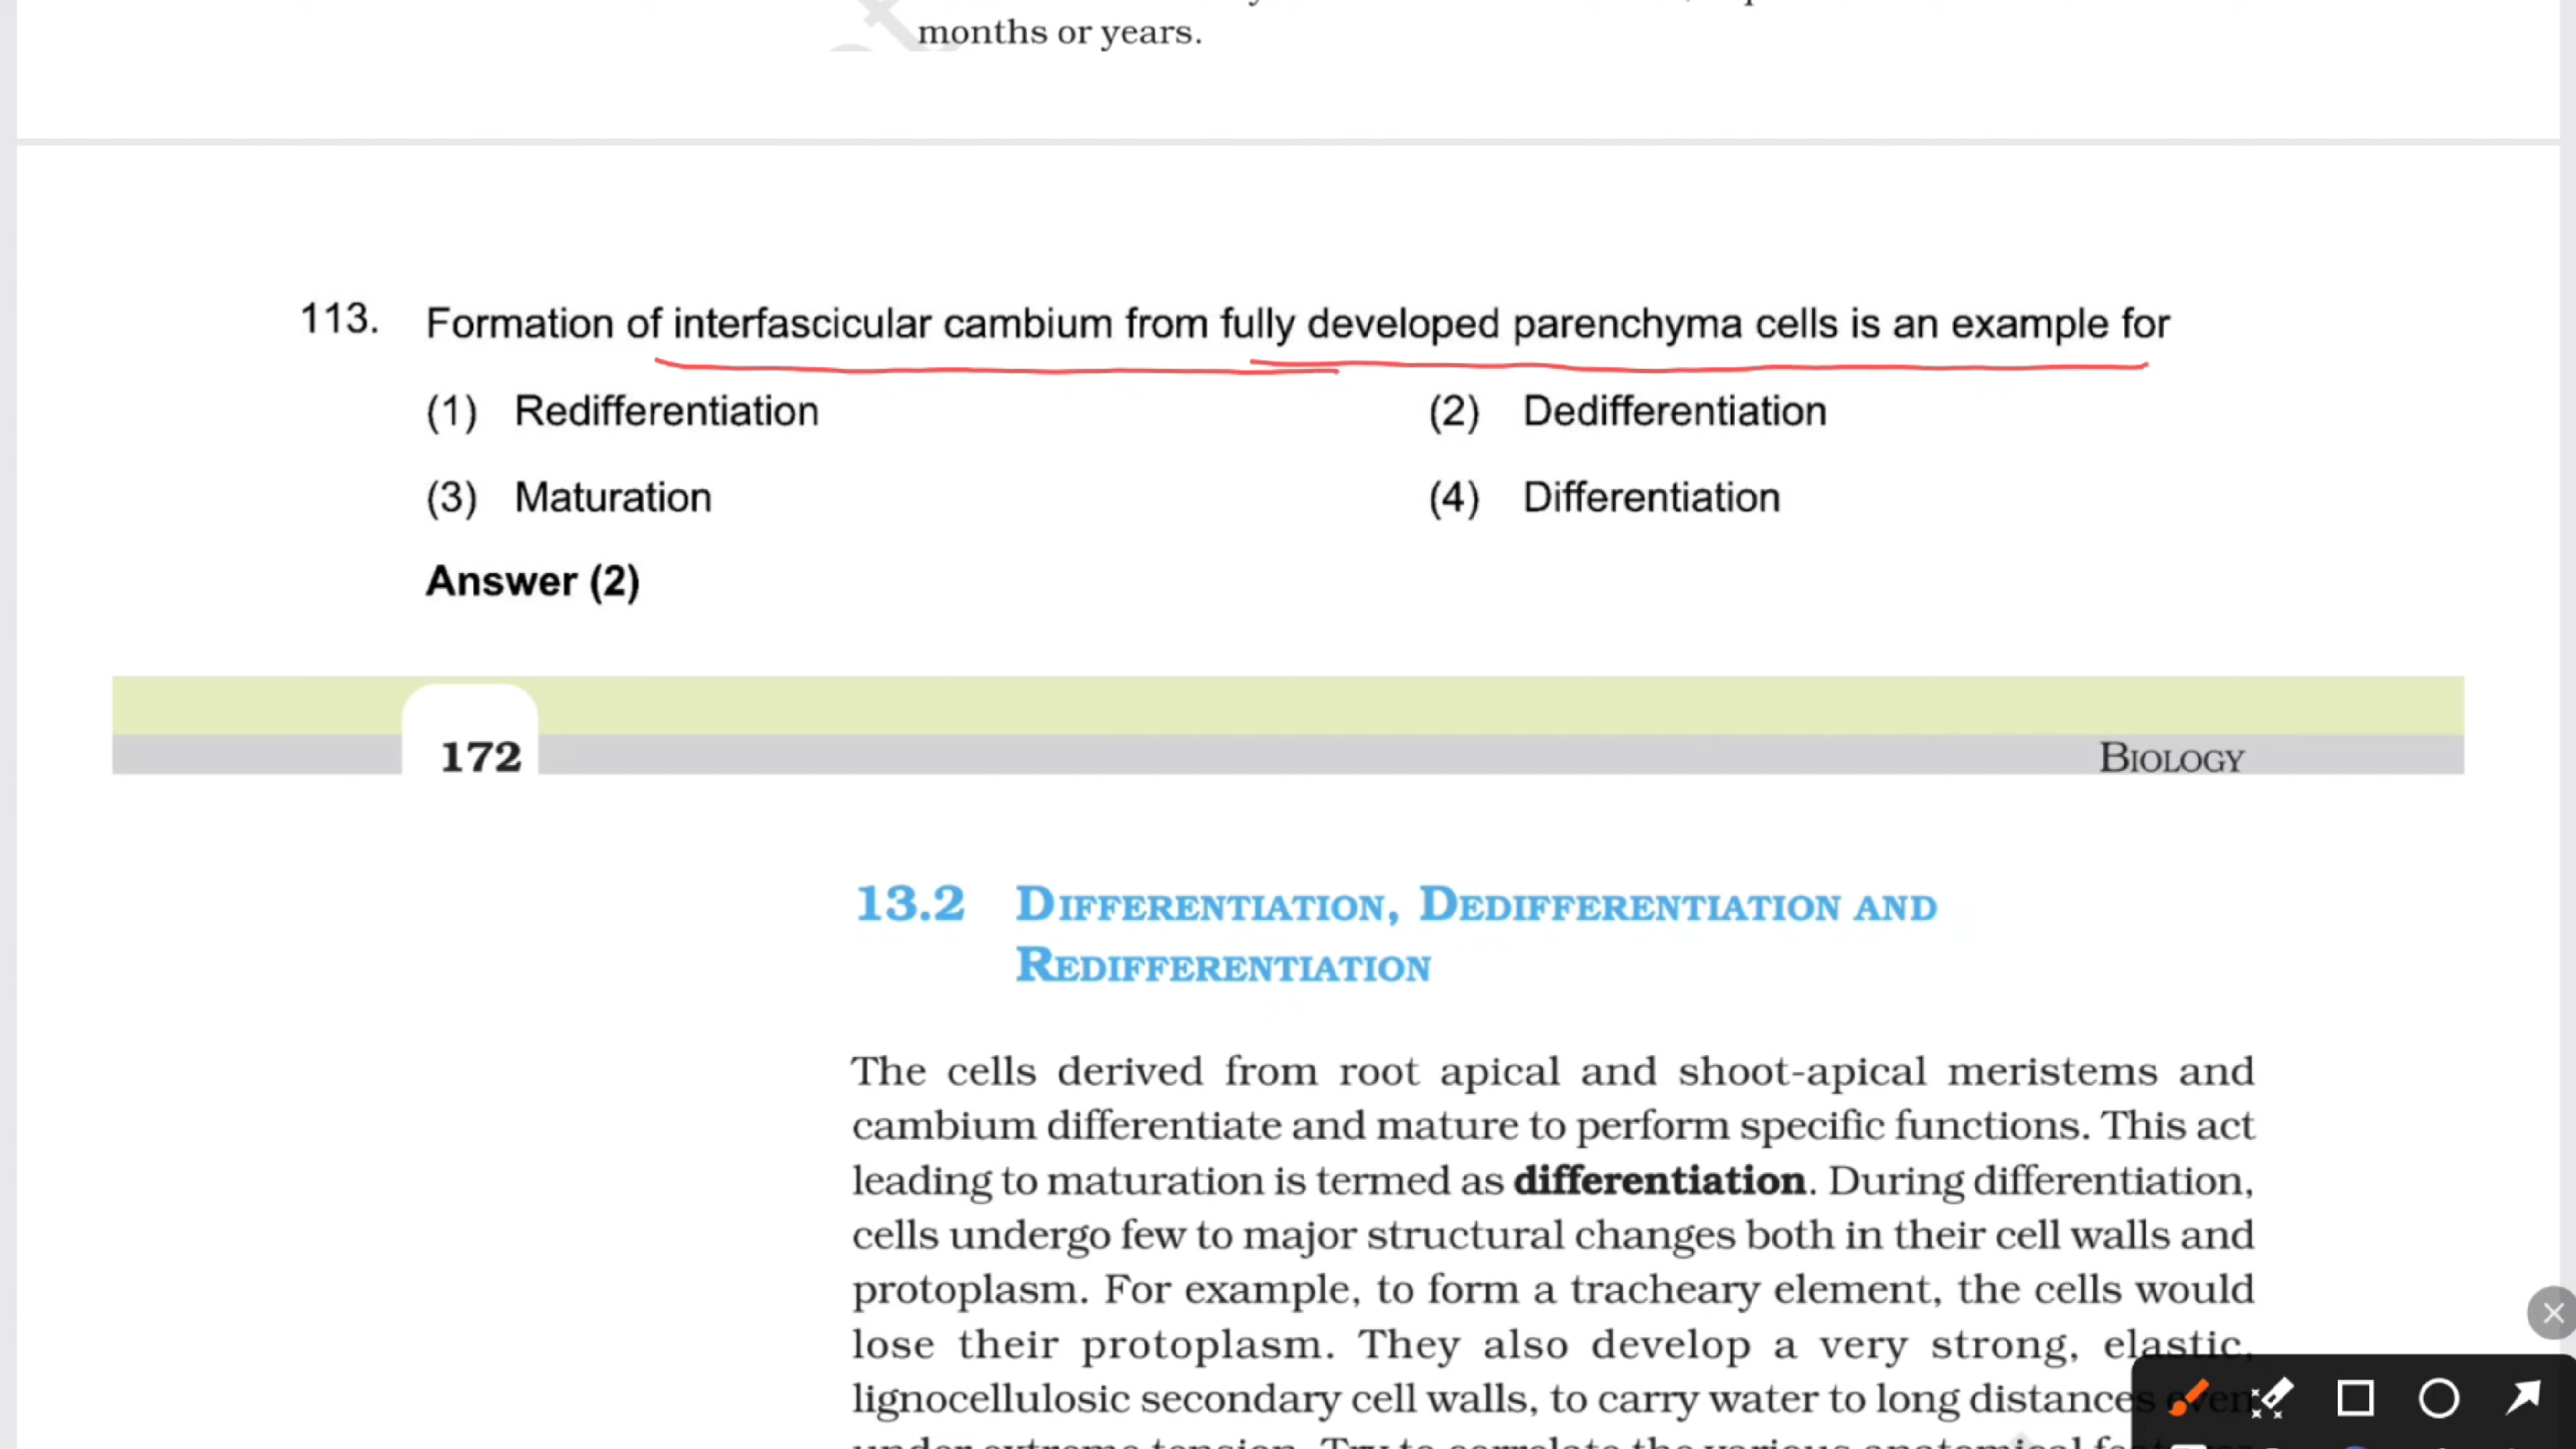 months or years.
113. Formation of interfascicular cambium from fully developed parenchyma cells is an example for
(1) Redifferentiation (2) Dedifferentiation
(3) Maturation (4) Differentiation
Answer (2)
172 BIOLOGY
13.2 DIFFERENTIATION, DEDIFFERENTIATION AND
REDIFFERENTIATION
The cells derived from root apical and shoot-apical meristems and
cambium differentiate and mature to perform specific functions. This act
leading to maturation is termed as differentiation. During differentiation,
cells undergo few to major structural changes both in their cell walls and
protoplasm. For example, to form a tracheary element, the cells would
lose their protoplasm. They also develop a very strong, elastic,
lignocellulosic secondary cell walls, to carry water to long distances even